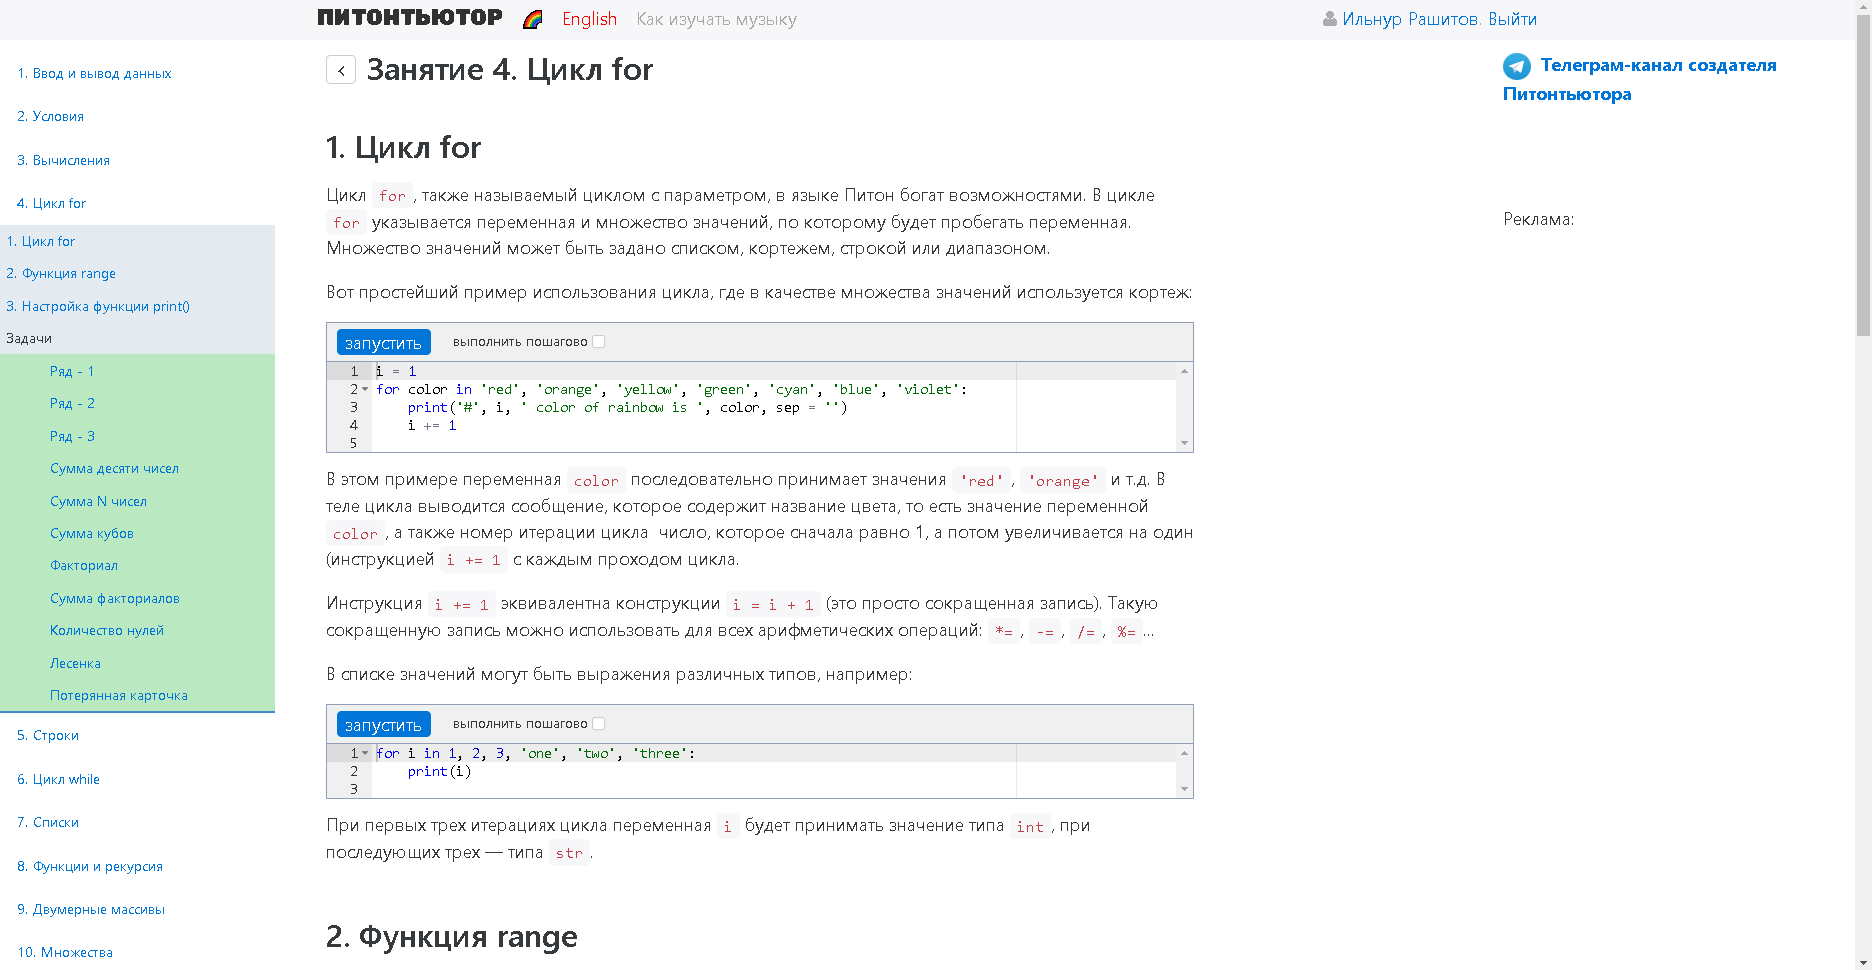 ПИТОНТЬЮТОР English Как изучать музыку Ильнур Рашитов. Выйти
1. Ввод и вывод данных
2. Условия
3. Вычисления
4. Цикл for
1. Цикл for
2. Функция range
3. Настройка функции print()
Задачи
Ряд - 1
Ряд - 2
Ряд - 3
Сумма десяти чисел
Сумма N чисел
Сумма кубов
Факториал
Сумма факториалов
Количество нулей
Лесенка
Потерянная карточка
5. Строки
6. Цикл while
7. Списки
8. Функции и рекурсия
9. Двумерные массивы
10. Множества
Занятие 4. Цикл for
1. Цикл for
Цикл for , также называемый циклом с параметром, в языке Питон богат возможностями. В цикле
for указывается переменная и множество значений, по которому будет пробегать переменная.
Множество значений может быть задано списком, кортежем, строкой или диапазоном.
Вот простейший пример использования цикла, где в качестве множества значений используется кортеж:
запустить выполнить пошагово
1 i = 1
2 for color in 'red', 'orange', 'yellow', 'green', 'cyan', 'blue', 'violet':
3 print('#', i, ' color of rainbow is ', color, sep = '')
4 i += 1
5
В этом примере переменная color последовательно принимает значения 'red' , 'orange' и т.д. В
теле цикла выводится сообщение, которое содержит название цвета, то есть значение переменной
color , а также номер итерации цикла число, которое сначала равно 1, а потом увеличивается на один
(инструкцией i += 1 с каждым проходом цикла.
Инструкция i += 1 эквивалентна конструкции i = i + 1 (это просто сокращенная запись). Такую
сокращенную запись можно использовать для всех арифметических операций: *= , -= , /= , %= ...
В списке значений могут быть выражения различных типов, например:
запустить выполнить пошагово
1 for i in 1, 2, 3, 'one', 'two', 'three':
2 print(i)
3
При первых трех итерациях цикла переменная i будет принимать значение типа int , при
последующих трех — типа str .
2. Функция range
Телеграм-канал создателя
Питонтьютора
Реклама: